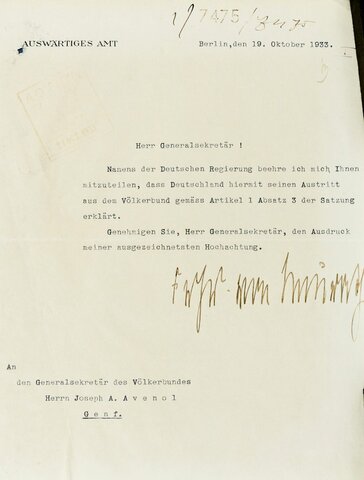 7475/3475
AUSWÄRTIGES AMT
Berlin, den 19. Oktober 1933.
Herr Generalsekretär !
Namens der Deutschen Regierung beehre ich mich Ihnen
mitzuteilen, dass Deutschland hiermit seinen Austritt
aus dem Völkerbund gemäss Artikel 1 Absatz 3 der Satzung
erklärt.
Genehmigen Sie, Herr Generalsekretär, den Ausdruck
meiner ausgezeichnetsten Hochachtung.
An
den Generalsekretär des Völkerbundes
Herrn Joseph A. Avenol
Genf.